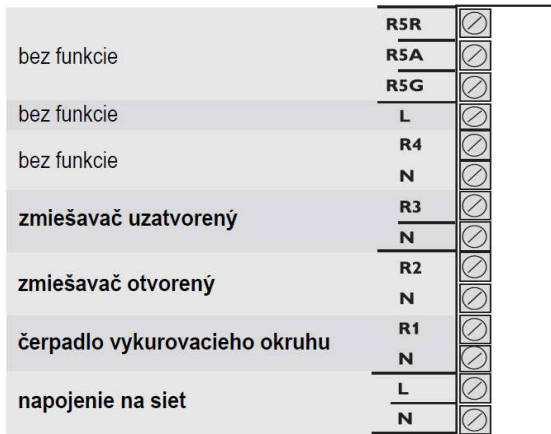 R5R
bez funkcie R5A
R5G
bez funkcie L
bez funkcie R4
N
zmiešavač uzatvorený R3
N
zmiešavač otvorený R2
N
čerpadlo vykurovacieho okruhu R1
N
napojenie na siet L
N